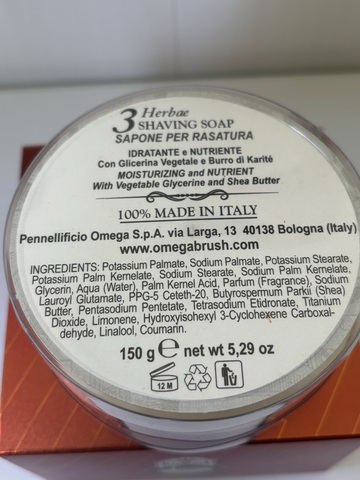 3 Herbae
SHAVING SOAP
SAPONE PER RASATURA
IDRATANTE e NUTRIENTE
Con Glicerina Vegetale e Burro di Karité
MOISTURIZING and NUTRIENT
With Vegetable Glycerine and Shea Butter
100% MADE IN ITALY
Pennellificio Omega S.p.A. via Larga, 13 40138 Bologna (Italy)
www.omegabrush.com
INGREDIENTS: Potassium Palmate, Sodium Palmate, Potassium Stearate,
Potassium Palm Kernelate, Sodium Stearate, Sodium Palm Kernelate,
Glycerin, Aqua (Water), Palm Kernel Acid, Parfum (Fragrance), Sodium
Lauroyl Glutamate, PPG-5 Ceteth-20, Butyrospermum Parkii (Shea)
Butter, Pentasodium Pentetate, Tetrasodium Etidronate, Titanium
Dioxide, Limonene, Hydroxyisohexyl 3-Cyclohexene Carboxal-
dehyde, Linalool, Coumarin.
150 g e net wt 5,29 oz
12 M